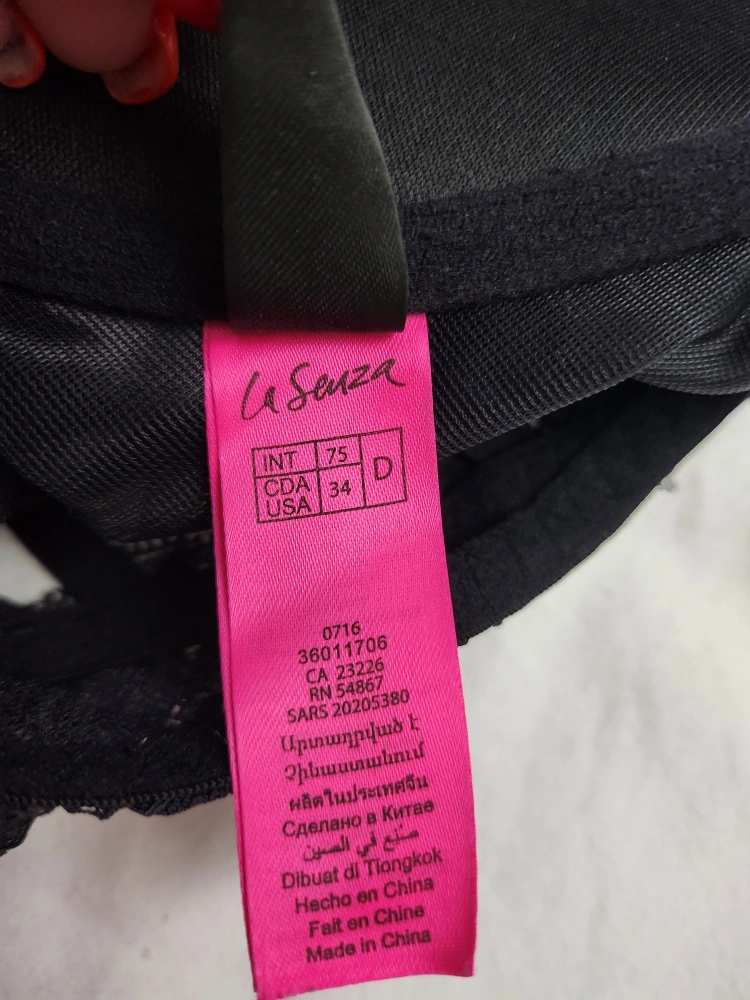 La Senza
INT 75 D
CDA USA 34
0716
36011706
CA 23226
RN 54867
SARS 20205380
Արտադրված է
Չինաստանում
ผลิตในประเทศจีน
Сделано в Китае
صنع في الصين
Dibuat di Tiongkok
Hecho en China
Fait en Chine
Made in China